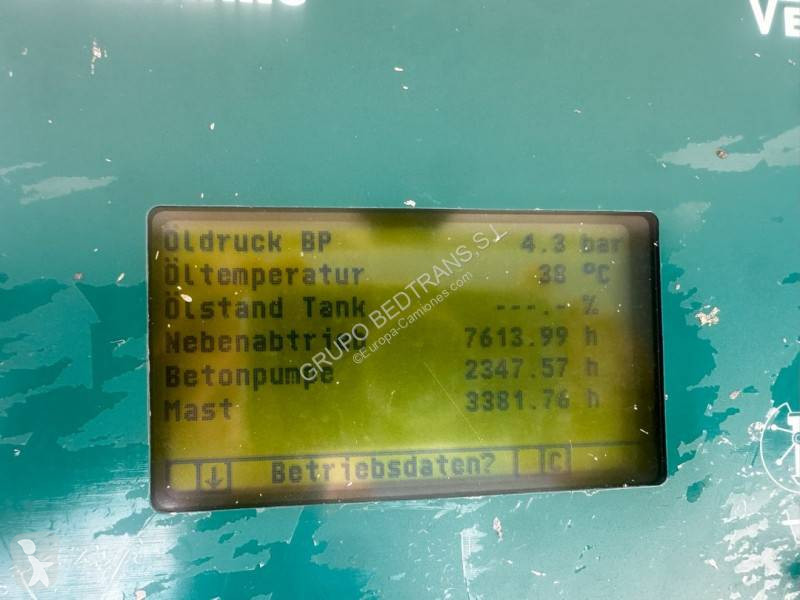 Öldruck BP 4.3 bar
Öltemperatur 38 °C
Ölstand Tank ---.- %
Nebenabtrieb 7613.99 h
Betonpumpe 2347.57 h
Mast 3381.76 h
↓ Betriebsdaten? C
GRUPO BEDTRANS,S.L
©Europa-Camiones.com